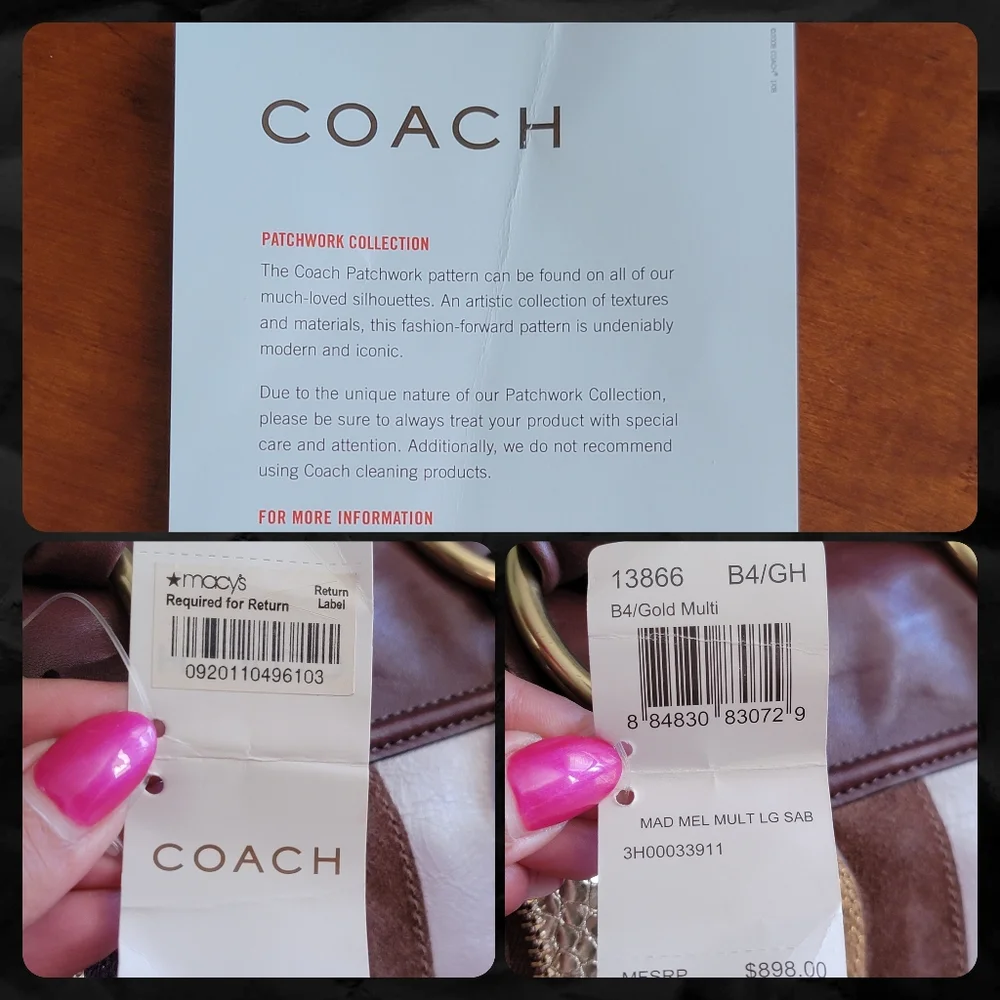 COACH
PATCHWORK COLLECTION
The Coach Patchwork pattern can be found on all of our
much-loved silhouettes. An artistic collection of textures
and materials, this fashion-forward pattern is undeniably
modern and iconic.
Due to the unique nature of our Patchwork Collection,
please be sure to always treat your product with special
care and attention. Additionally, we do not recommend
using Coach cleaning products.
FOR MORE INFORMATION
★macy's
Required for Return
Return
Label
0920110496103
COACH
13866 B4/GH
B4/Gold Multi
8 84830 83072 9
MAD MEL MULT LG SAB
3H00033911
MFSRP $898.00